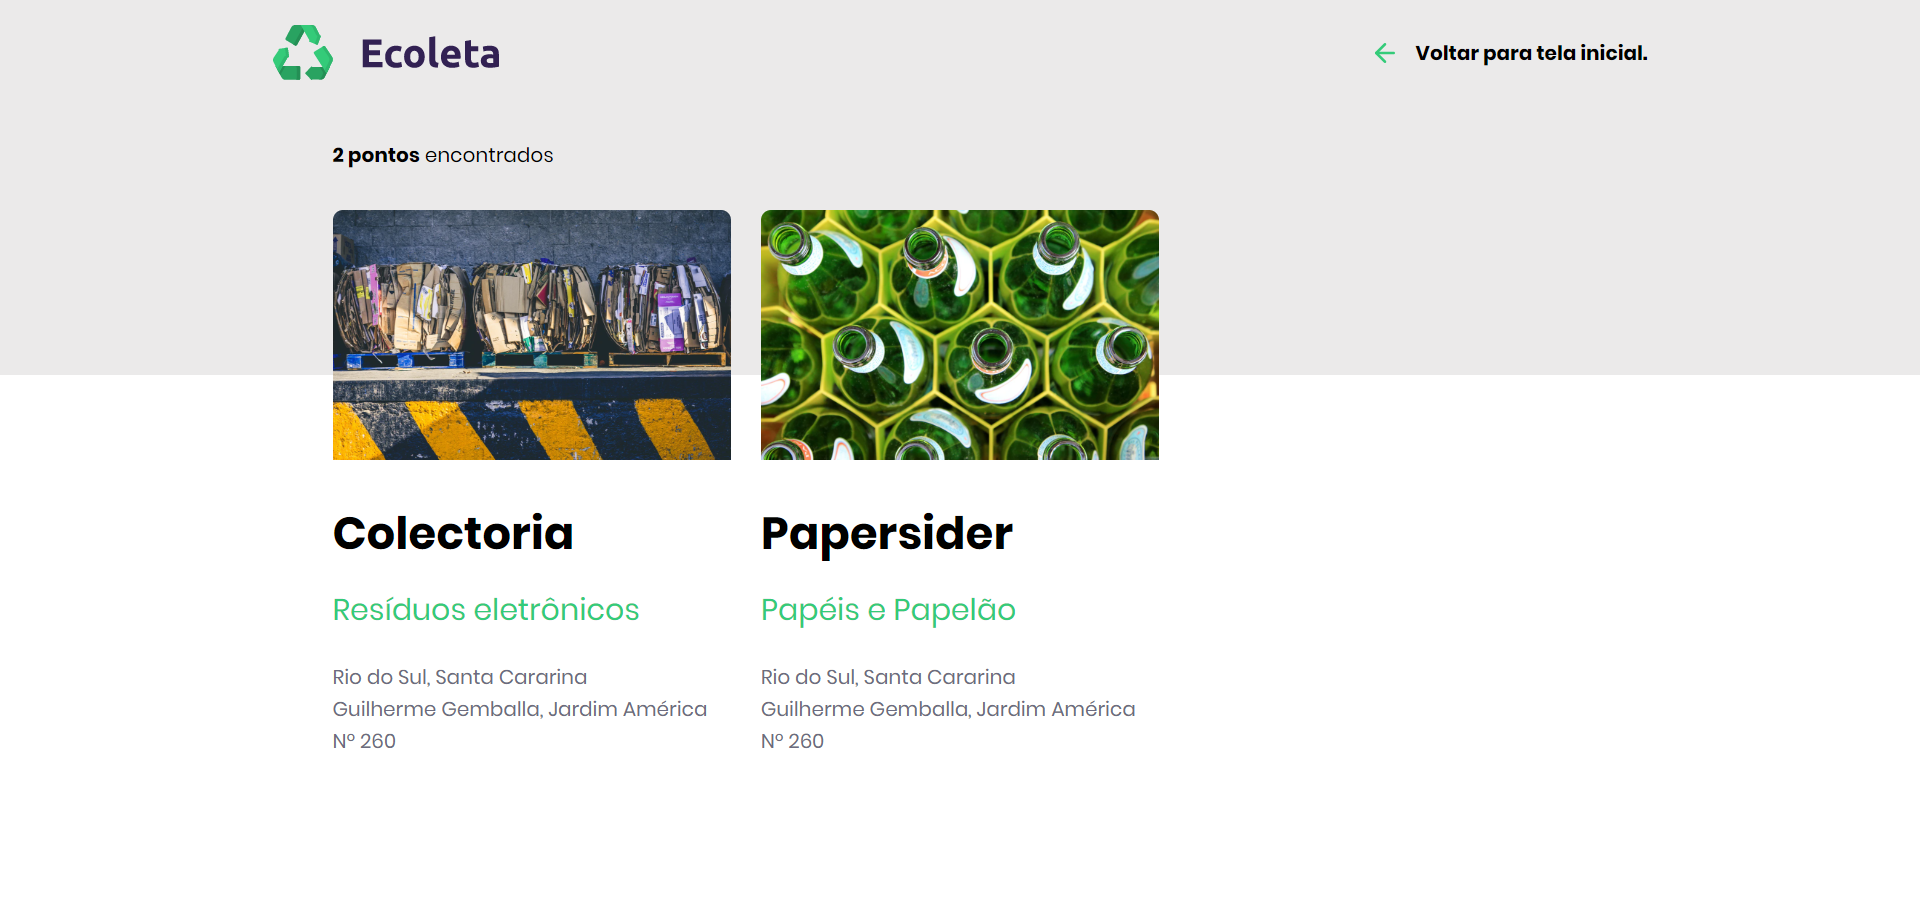 Ecoleta
Voltar para tela inicial.
2 pontos encontrados
Colectoria
Resíduos eletrônicos
Rio do Sul, Santa Cararina
Guilherme Gemballa, Jardim América
Nº 260
Papersider
Papéis e Papelão
Rio do Sul, Santa Cararina
Guilherme Gemballa, Jardim América
Nº 260